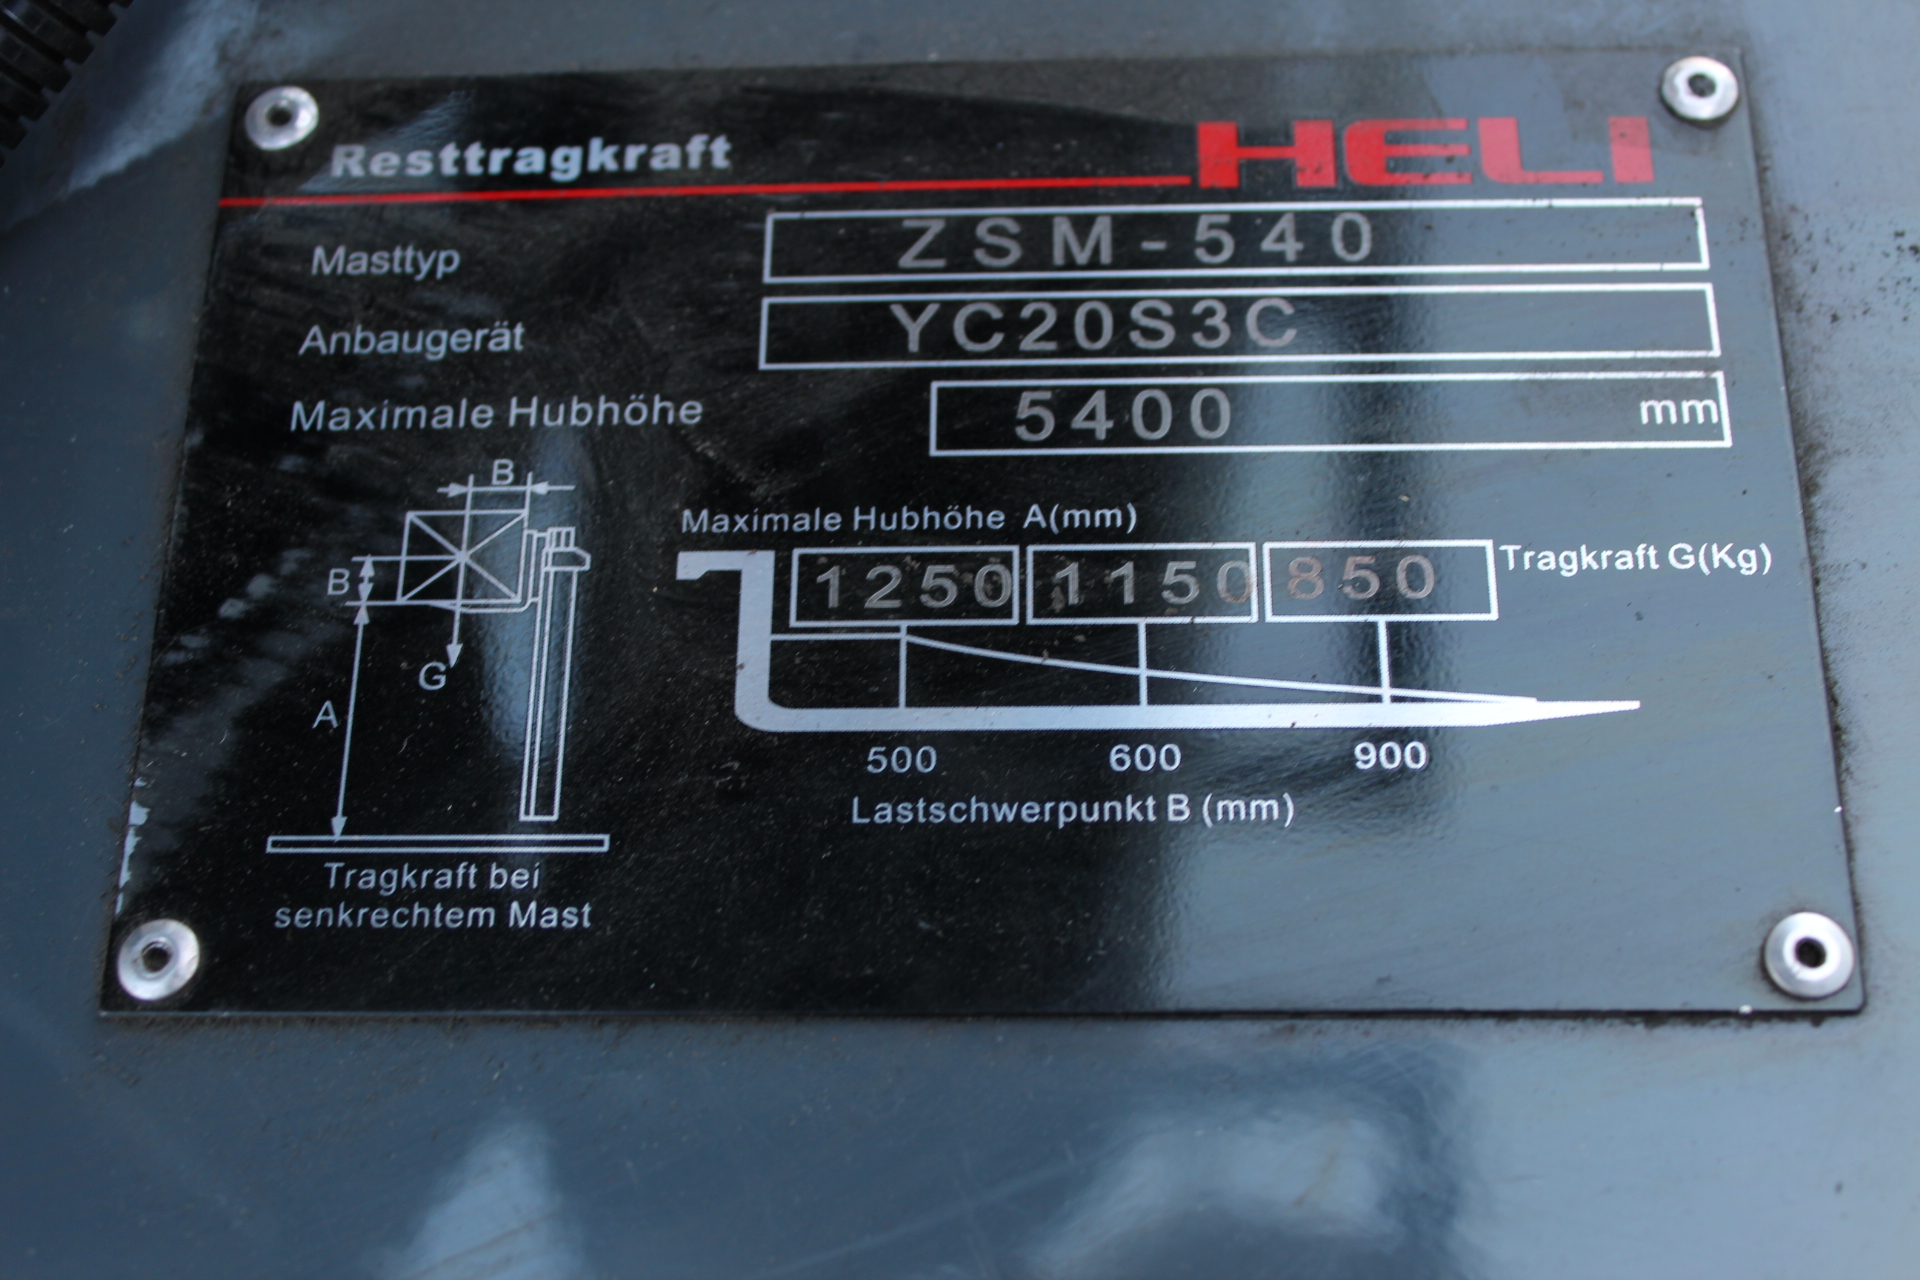 Resttragkraft HELI
Masttyp ZSM-540
Anbaugerät YC20S3C
Maximale Hubhöhe 5400 mm
B
B
G
A
Tragkraft bei
senkrechtem Mast
Maximale Hubhöhe A(mm)
1250 1150 850 Tragkraft G(Kg)
500 600 900
Lastschwerpunkt B (mm)